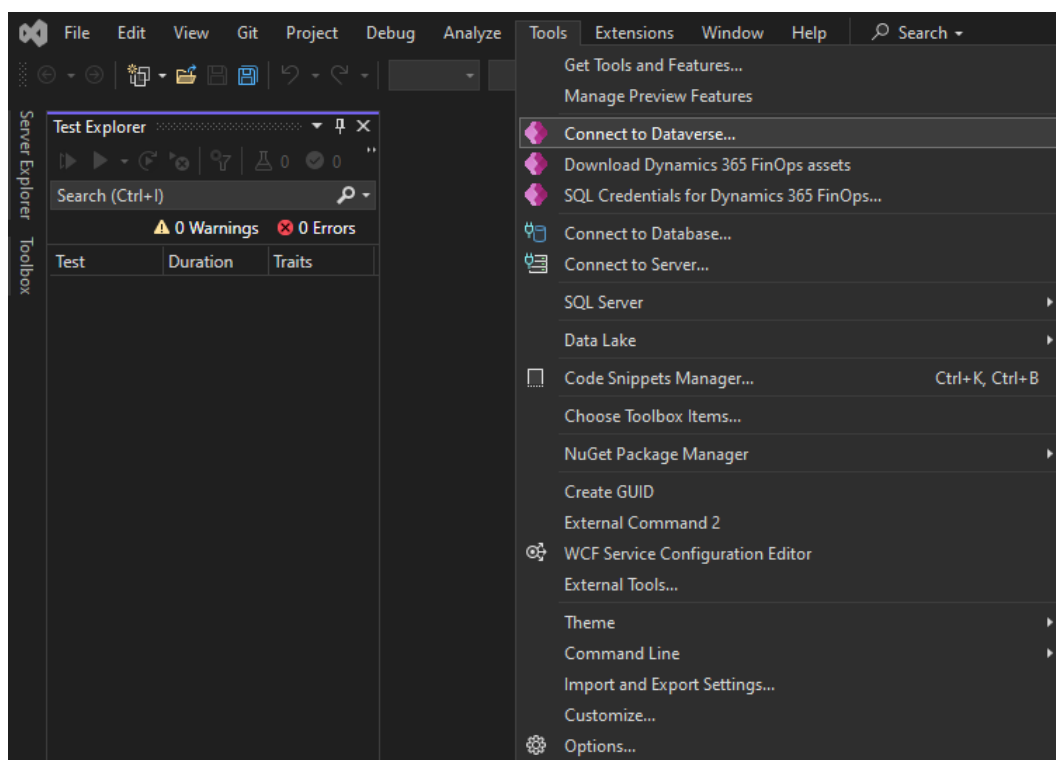 File Edit View Git Project Debug Analyze Tools Extensions Window Help Search
Server Explorer
Toolbox
Test Explorer
0 0 "
Search (Ctrl+I)
0 Warnings 0 Errors
Test Duration Traits
Get Tools and Features...
Manage Preview Features
Connect to Dataverse...
Download Dynamics 365 FinOps assets
SQL Credentials for Dynamics 365 FinOps...
Connect to Database...
Connect to Server...
SQL Server
Data Lake
Code Snippets Manager... Ctrl+K, Ctrl+B
Choose Toolbox Items...
NuGet Package Manager
Create GUID
External Command 2
WCF Service Configuration Editor
External Tools...
Theme
Command Line
Import and Export Settings...
Customize...
Options...